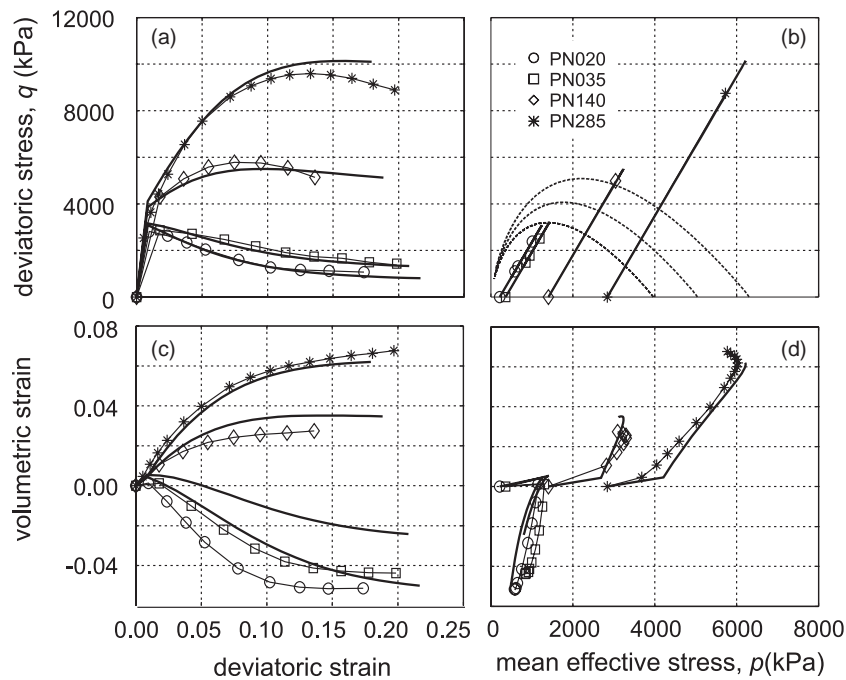 12000
8000
4000
0
deviatoric stress, q (kPa)
(a)
(b)
PN020
PN035
PN140
PN285
0.08
0.04
0.00
-0.04
volumetric strain
(c)
(d)
0.00 0.05 0.10 0.15 0.20
0 2000 4000 6000 8000
deviatoric strain
mean effective stress, p(kPa)